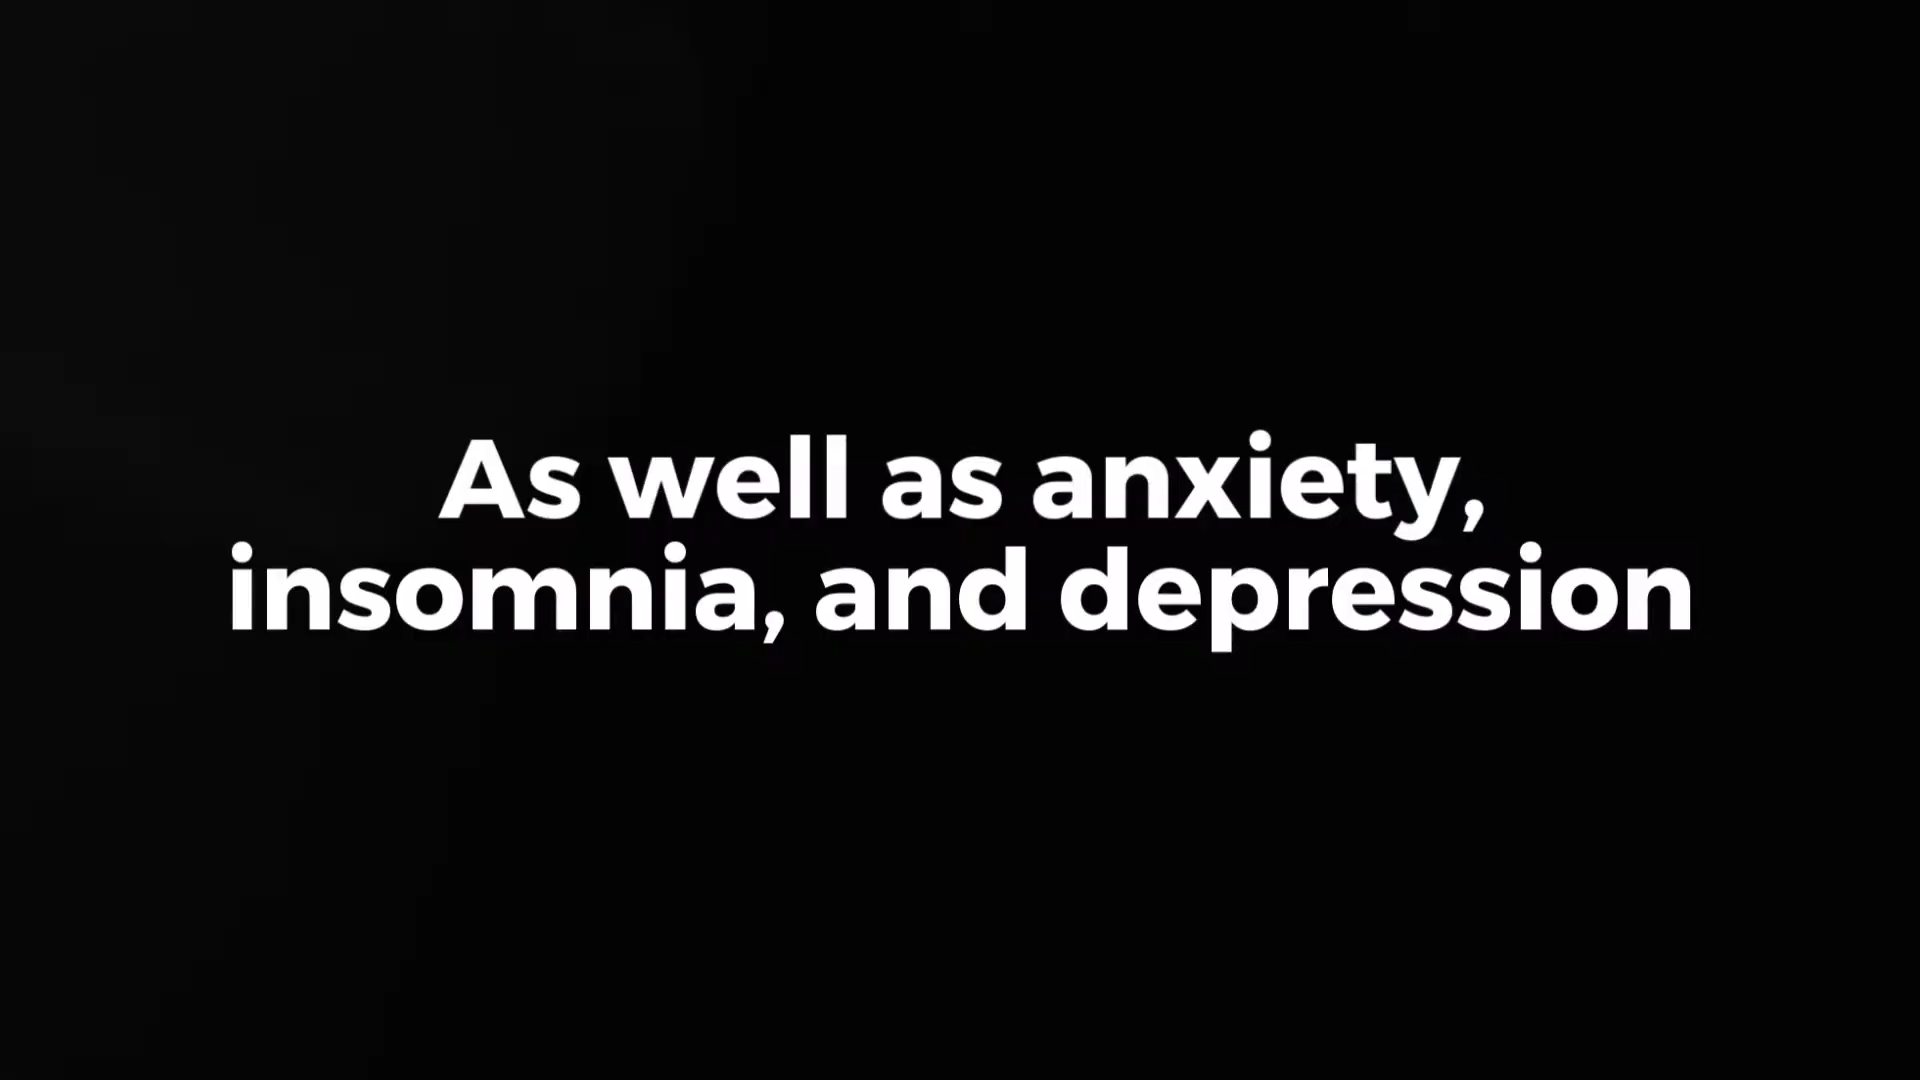 As well as anxiety,
insomnia, and depression